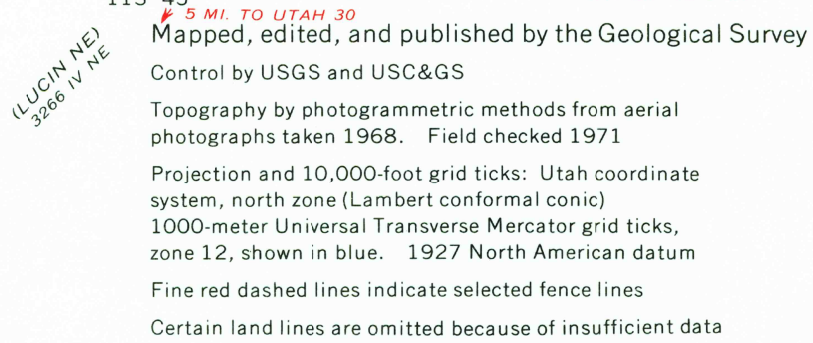 5 MI. TO UTAH 30
(LUCIN NE)
3266 IV NE
Mapped, edited, and published by the Geological Survey
Control by USGS and USC&GS
Topography by photogrammetric methods from aerial
photographs taken 1968. Field checked 1971
Projection and 10,000-foot grid ticks: Utah coordinate
system, north zone (Lambert conformal conic)
1000-meter Universal Transverse Mercator grid ticks,
zone 12, shown in blue. 1927 North American datum
Fine red dashed lines indicate selected fence lines
Certain land lines are omitted because of insufficient data